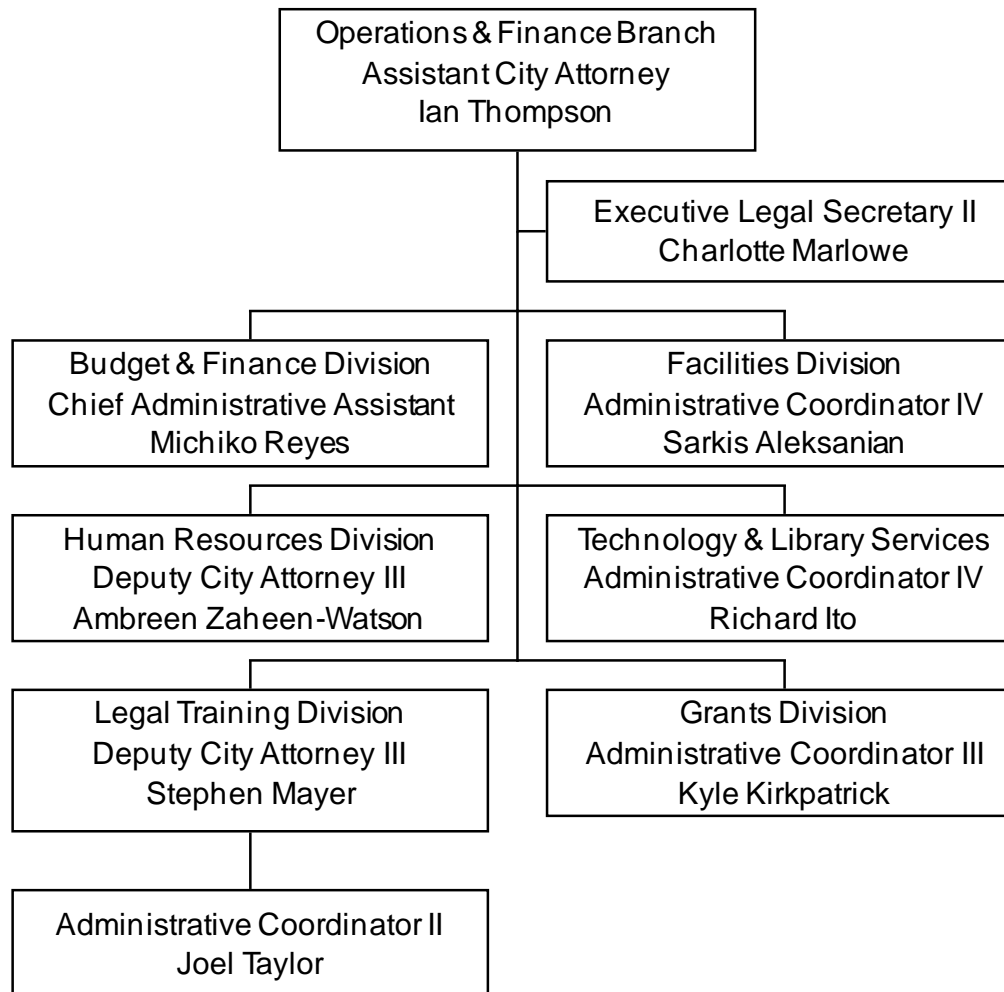 Operations & Finance Branch
Assistant City Attorney
Ian Thompson
Executive Legal Secretary II
Charlotte Marlowe
Budget & Finance Division
Chief Administrative Assistant
Michiko Reyes
Facilities Division
Administrative Coordinator IV
Sarkis Aleksanian
Human Resources Division
Deputy City Attorney III
Ambreen Zaheen-Watson
Technology & Library Services
Administrative Coordinator IV
Richard Ito
Legal Training Division
Deputy City Attorney III
Stephen Mayer
Grants Division
Administrative Coordinator III
Kyle Kirkpatrick
Administrative Coordinator II
Joel Taylor